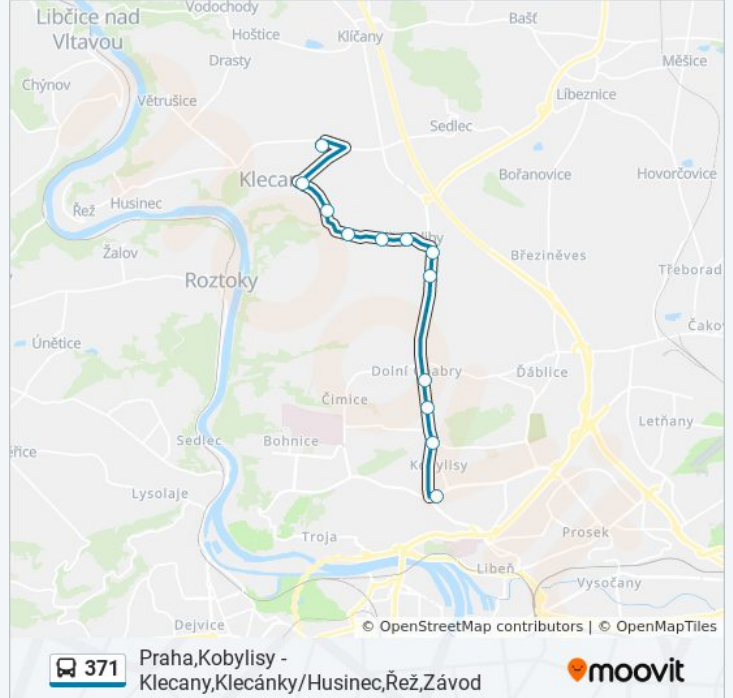 Vodochody
Libčice nad
Vltavou
Bašť
Hoštice
Klíčany
Drasty
Měšice
Chýnov
Větrušice
Líbeznice
Sedlec
Bořanovice
Hovorčovice
Klecan
Husinec
Řež
Žalov
Březiněves
Třeborad
Roztoky
Únětice
Dolní Chabry
Ďáblice
Čimice
Letňany
Sedlec
Bohnice
Kobylisy
Lysolaje
Prosek
Troja
Libeň
Vysočany
Dejvice
© OpenStreetMap contributors | © OpenMapTiles
371
Praha,Kobylisy -
Klecany,Klecánky/Husinec,Řež,Závod
moovit